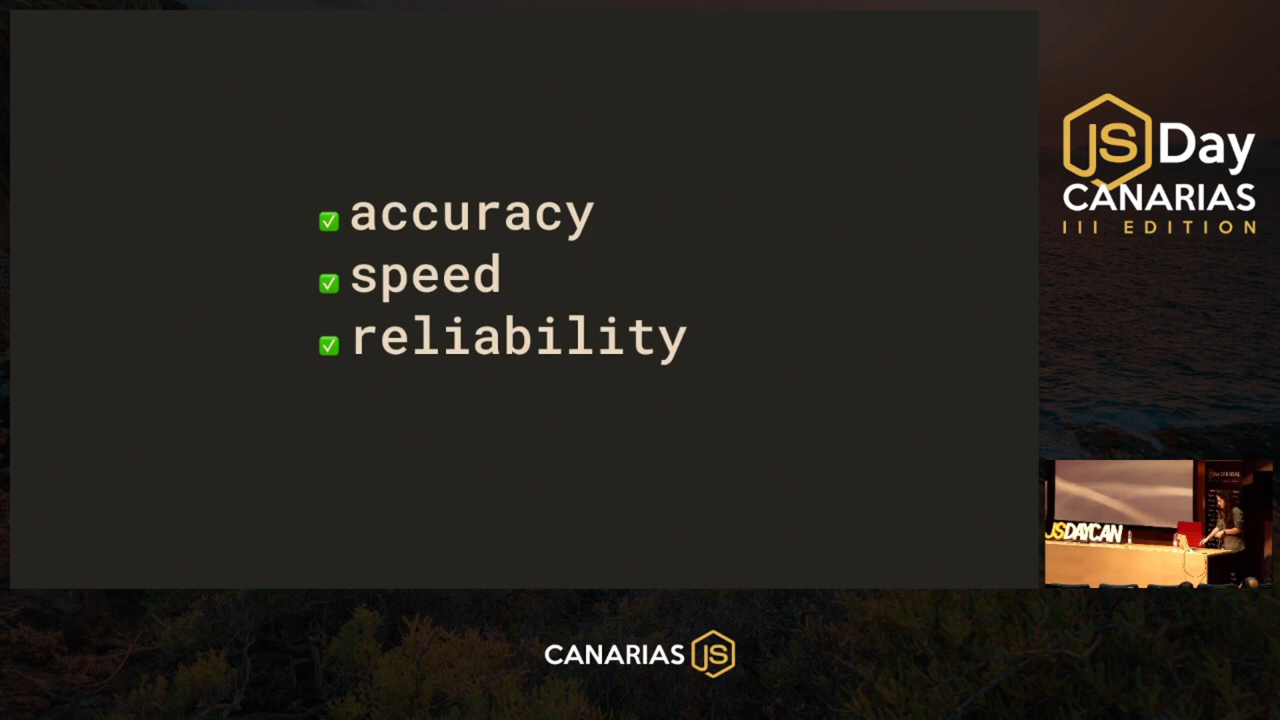 ✅ accuracy
✅ speed
✅ reliability
JS Day
CANARIAS
III EDITION
JSDAYCAN
CANARIAS JS